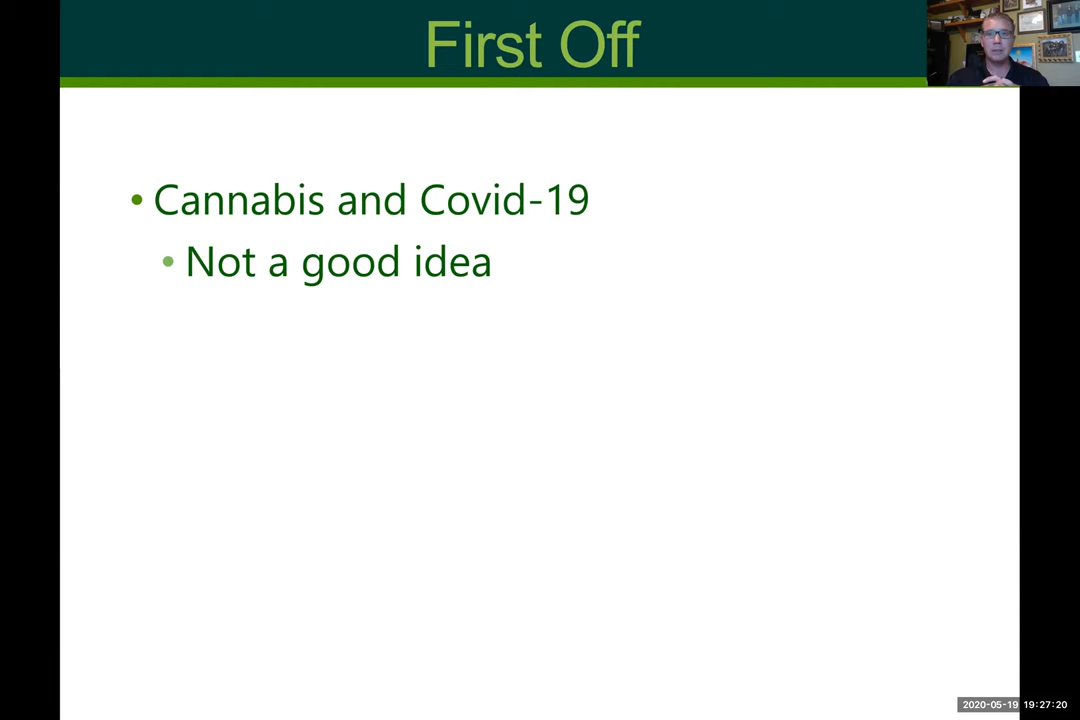 First Off
• Cannabis and Covid-19
• Not a good idea
2020-05-19 19:27:20